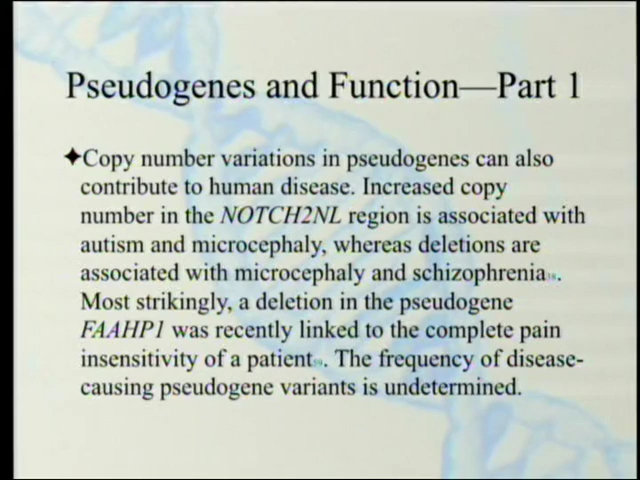 Pseudogenes and Function—Part 1
✦Copy number variations in pseudogenes can also
contribute to human disease. Increased copy
number in the NOTCH2NL region is associated with
autism and microcephaly, whereas deletions are
associated with microcephaly and schizophrenia.
Most strikingly, a deletion in the pseudogene
FAAHP1 was recently linked to the complete pain
insensitivity of a patient. The frequency of disease-
causing pseudogene variants is undetermined.